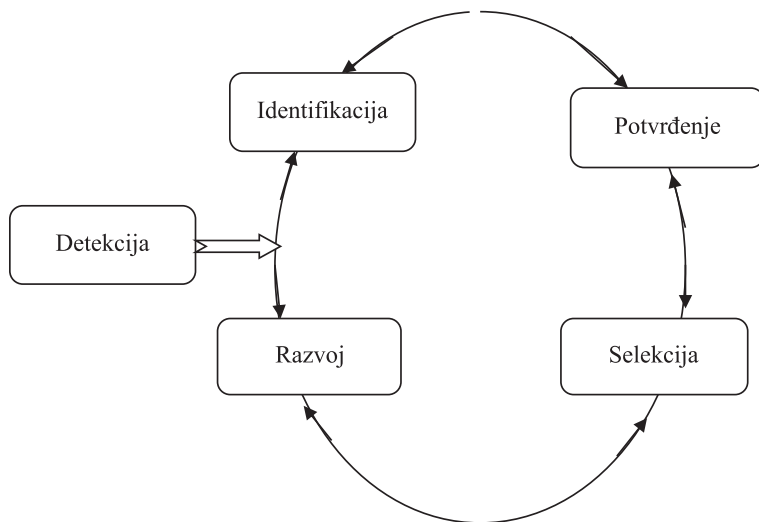 Identifikacija
Potvrđenje
Detekcija
Razvoj
Selekcija